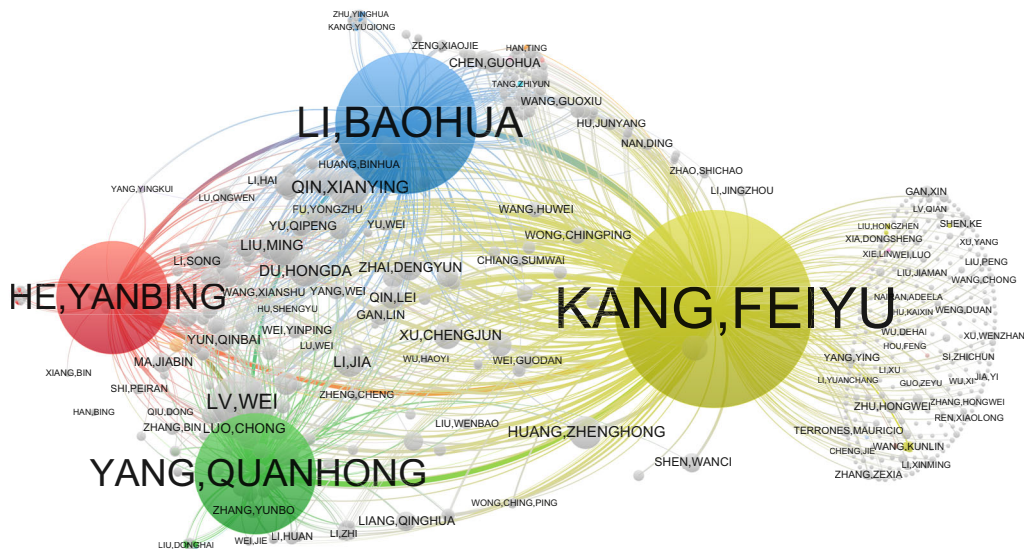 ZHU,YINGHUA
KANG,YUQIONG
ZENG,XIAOJIE
HAN,TING
CHEN,GUOHUA
TANG,ZHIYUN
WANG,GUOXIU
LI,BAOHUA
HU,JUNYANG
NAN,DING
HUANG,BINHUA
ZHAO,SHICHAO
LI,HAI
QIN,XIANYING
YANG,YINGKUI
LU,QNGWEN
LI,JINGZHOU
GAN,XIN
FU,YONGZHU
WANG,HUWEI
LV,QIAN
YU,QIPENG
YU,WEI
LIU,HONGZHEN
SHEN,KE
WONG,CHINGPING
XIA,DONGSHENG
LIU,MING
XU,YANG
LI,SONG
CHIANG,SUMWAI
XIE,LIN
WEI,LUO
LIU,PENG
DU,HONGDA
ZHAI,DENGYUN
LIU,JIAMAN
WANG,CHONG
HE,YANBING
WANG,XIANSHU
YANG,WEI
QIN,LEI
KANG,FEIYU
NAIRAN,ADEELA
HU,SHENGYU
GAN,LIN
HU,KAIXIN
WENG,DUAN
WEI,YINPING
WU,DEHAI
XU,WENZHAN
YUN,QINBAI
XU,CHENGJUN
LU,WEI
HOU,FENG
MA,JIABIN
LI,JIA
WU,HAOYI
WEI,GUODAN
YANG,YING
SI,ZHICHUN
XIANG,BIN
LI,XU
SHI,PEIRAN
LI,YUANCHANG
GUO,ZEYU
WU,XI
JIA,YI
ZHENG,CHENG
LV,WEI
ZHU,HONGWEI
ZHANG,HONGWEI
HAN,BING
QIU,DONG
REN,XIAOLONG
ZHANG,BIN
LUO,CHONG
LIU,WENBAO
HUANG,ZHENGHONG
TERRONES,MAURICIO
CHENG,JIE
WANG,KUNLIN
SHEN,WANCI
LI,XINMING
YANG,QUANHONG
ZHANG,ZEXIA
WONG,CHING,PING
ZHANG,YUNBO
LIANG,QINGHUA
LI,HUAN
LI,ZHI
WEI,JIE
LIU,DONGHAI